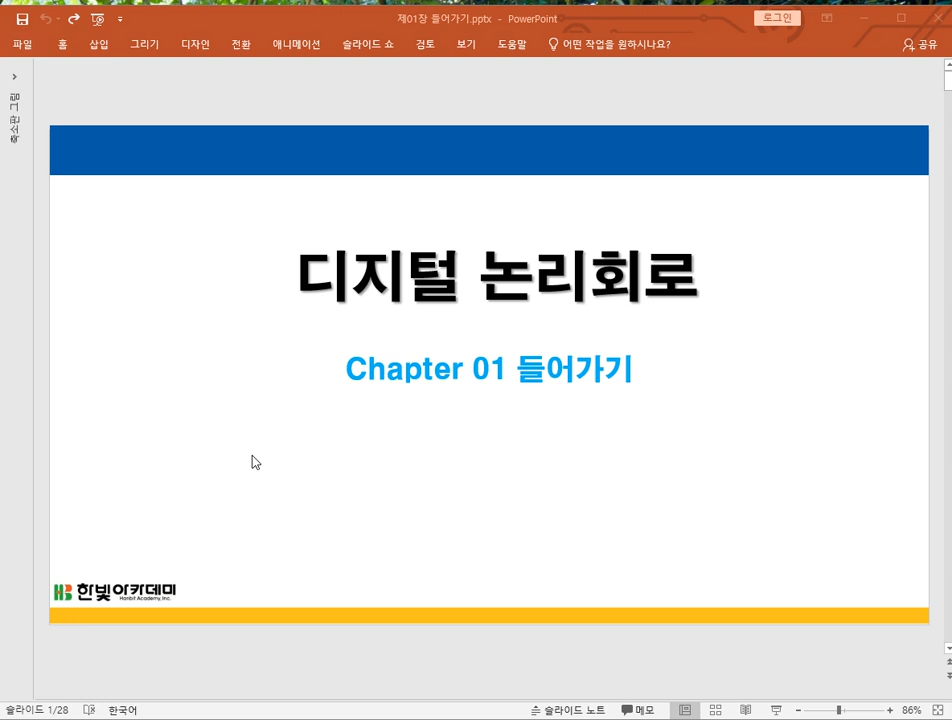 제01장 들어가기.pptx - PowerPoint
로그인
파일 홈 삽입 그리기 디자인 전환 애니메이션 슬라이드 쇼 검토 보기 도움말 어떤 작업을 원하시나요? 공유
축소판 그림
디지털 논리회로
Chapter 01 들어가기
한빛아카데미
Hanbit Academy, Inc.
슬라이드 1/28 한국어 슬라이드 노트 메모 86%